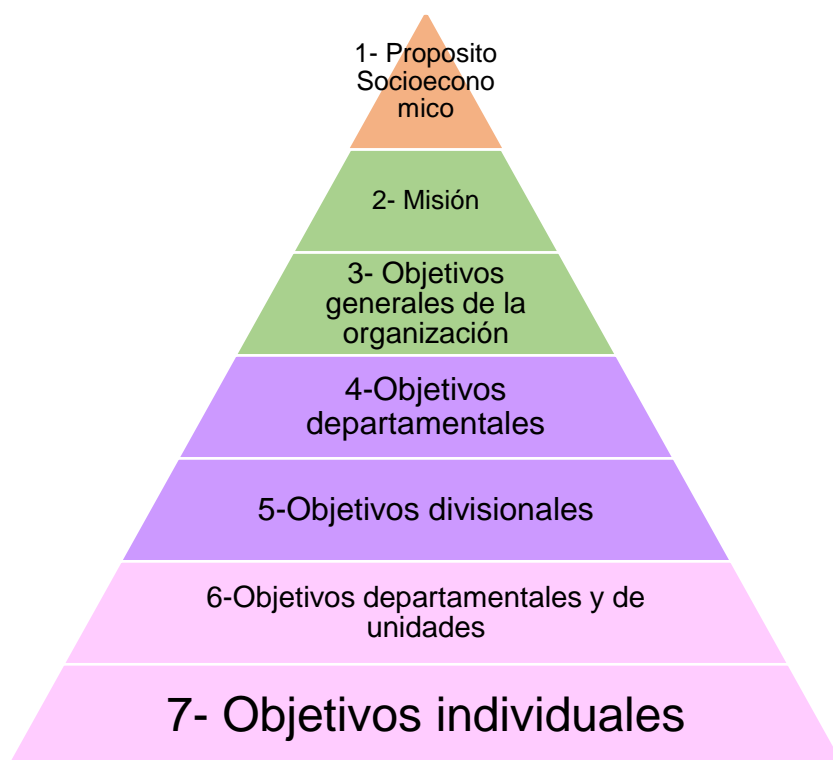 1- Proposito
Socioecono
mico
2- Misión
3- Objetivos
generales de la
organización
4-Objetivos
departamentales
5-Objetivos divisionales
6-Objetivos departamentales y de
unidades
7- Objetivos individuales